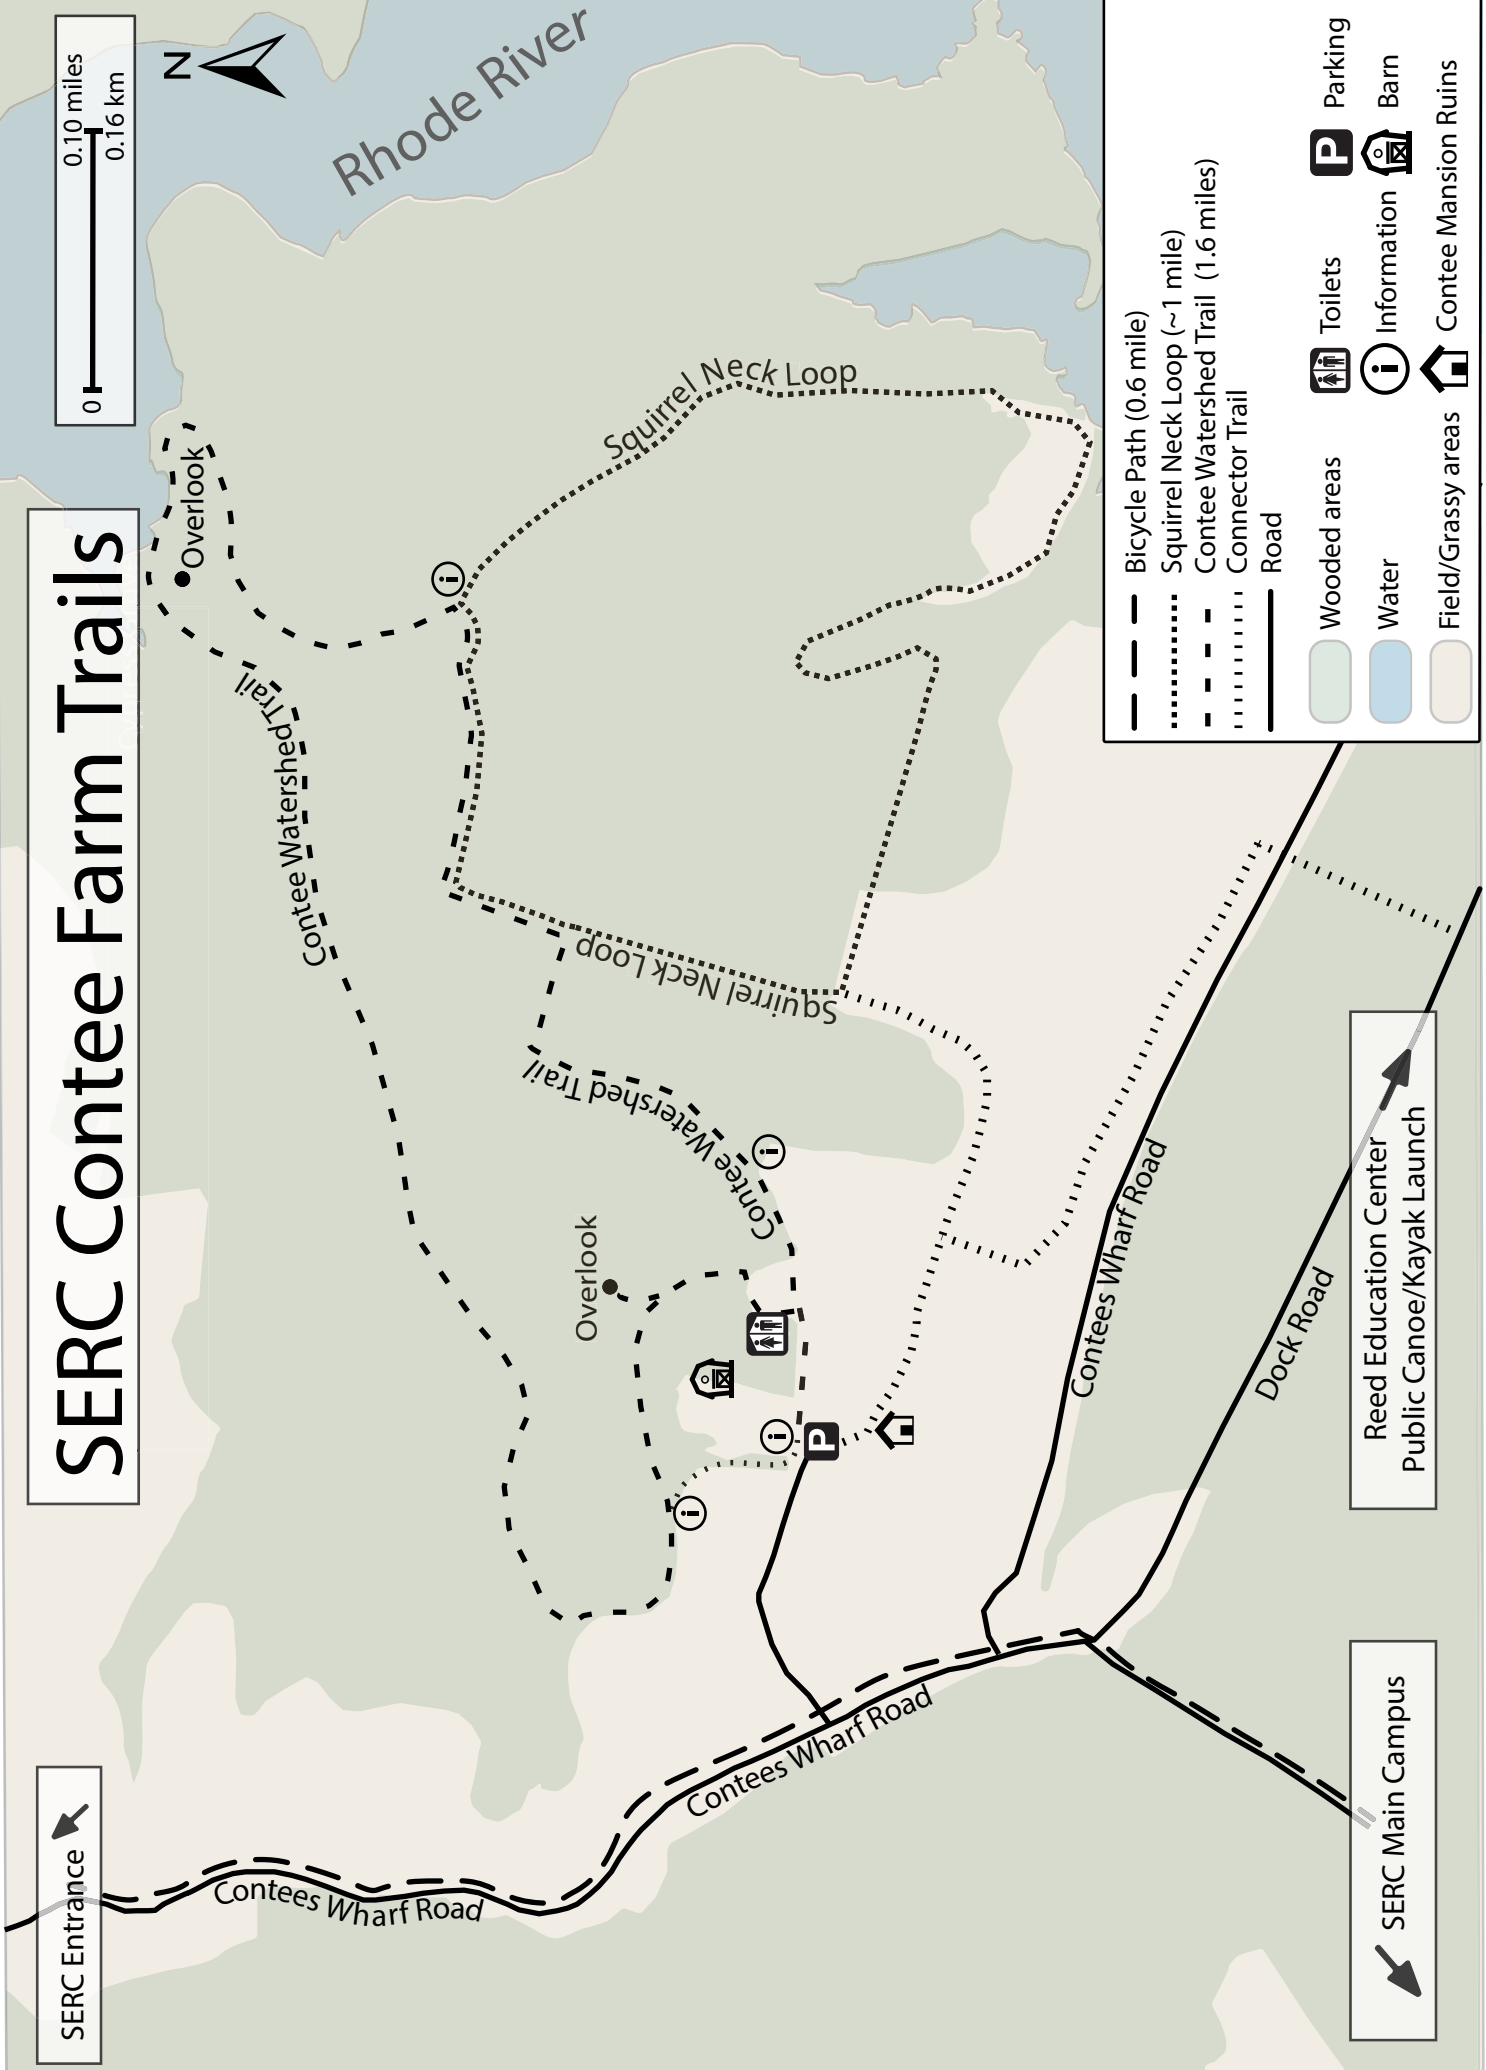 SERC Contee Farm Trails
0
0.10 miles
0.16 km
N
SERC Entrance
Rhode River
Overlook
Contee Watershed Trail
Squirrel Neck Loop
Overlook
Contee Watershed Trail
Squirrel Neck Loop
P
Contees Wharf Road
Contees Wharf Road
Contees Wharf Road
Dock Road
SERC Main Campus
Reed Education Center
Public Canoe/Kayak Launch
Bicycle Path (0.6 mile)
Squirrel Neck Loop (~1 mile)
Contee Watershed Trail (1.6 miles)
Connector Trail
Road
Wooded areas
Toilets
P Parking
Water
i Information
Barn
Field/Grassy areas
Contee Mansion Ruins